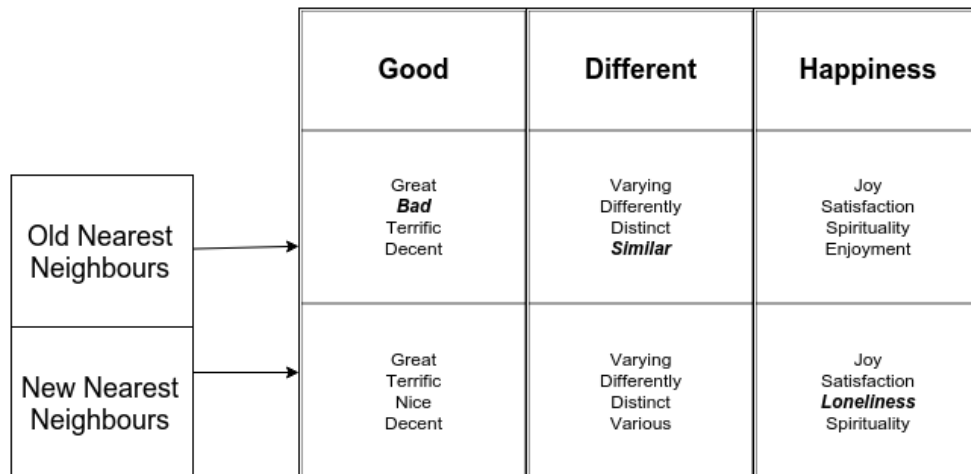 Good
Different
Happiness
Old Nearest
Neighbours
Great
Bad
Terrific
Decent
Varying
Differently
Distinct
Similar
Joy
Satisfaction
Spirituality
Enjoyment
New Nearest
Neighbours
Great
Terrific
Nice
Decent
Varying
Differently
Distinct
Various
Joy
Satisfaction
Loneliness
Spirituality